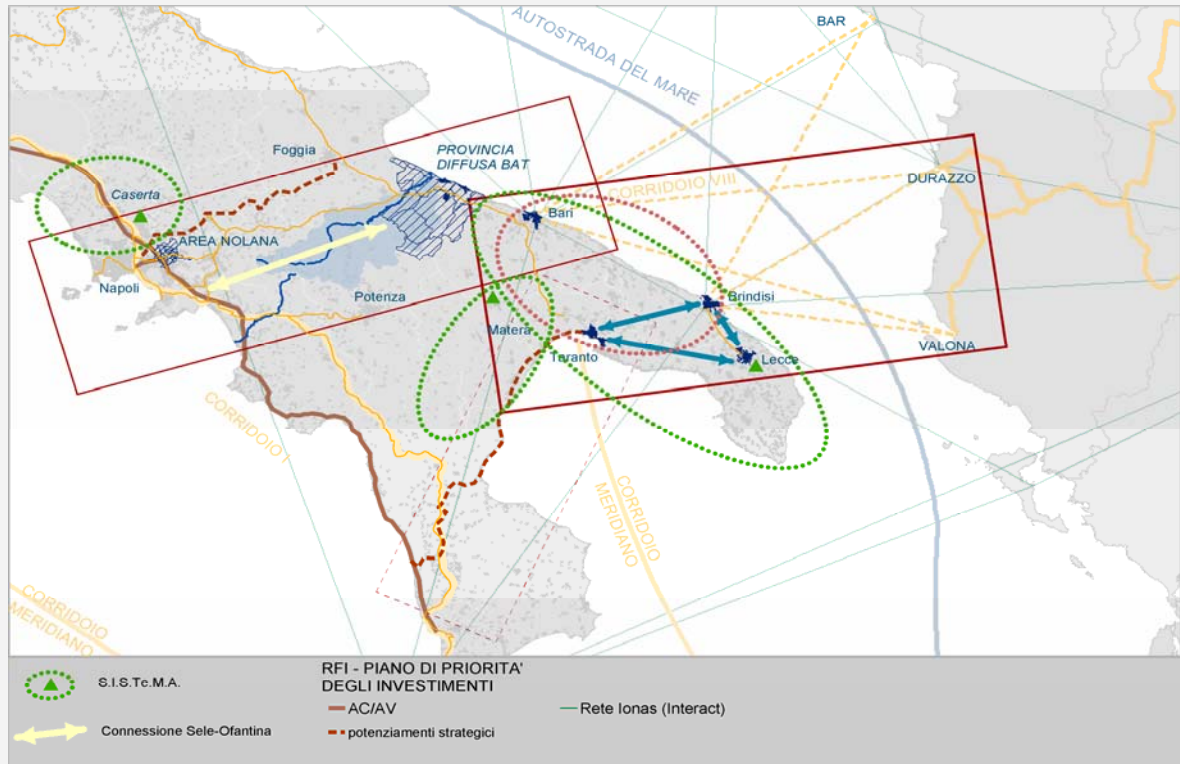 BAR
AUTOSTRADA DEL MARE
PROVINCIA
DIFFUSA BAT
Foggia
Caserta
DURAZZO
CORRIDOIO VIII
Bari
AREA NOLANA
Napoli
Potenza
Brindisi
Matera
Taranto
VALONA
Lecce
CORRIDOIO I
CORRIDOIO
MERIDIANO
CORRIDOIO
MERIDIANO
S.I.S.Te.M.A.
Connessione Sele-Ofantina
RFI - PIANO DI PRIORITA'
DEGLI INVESTIMENTI
AC/AV
potenziamenti strategici
Rete Ionas (Interact)